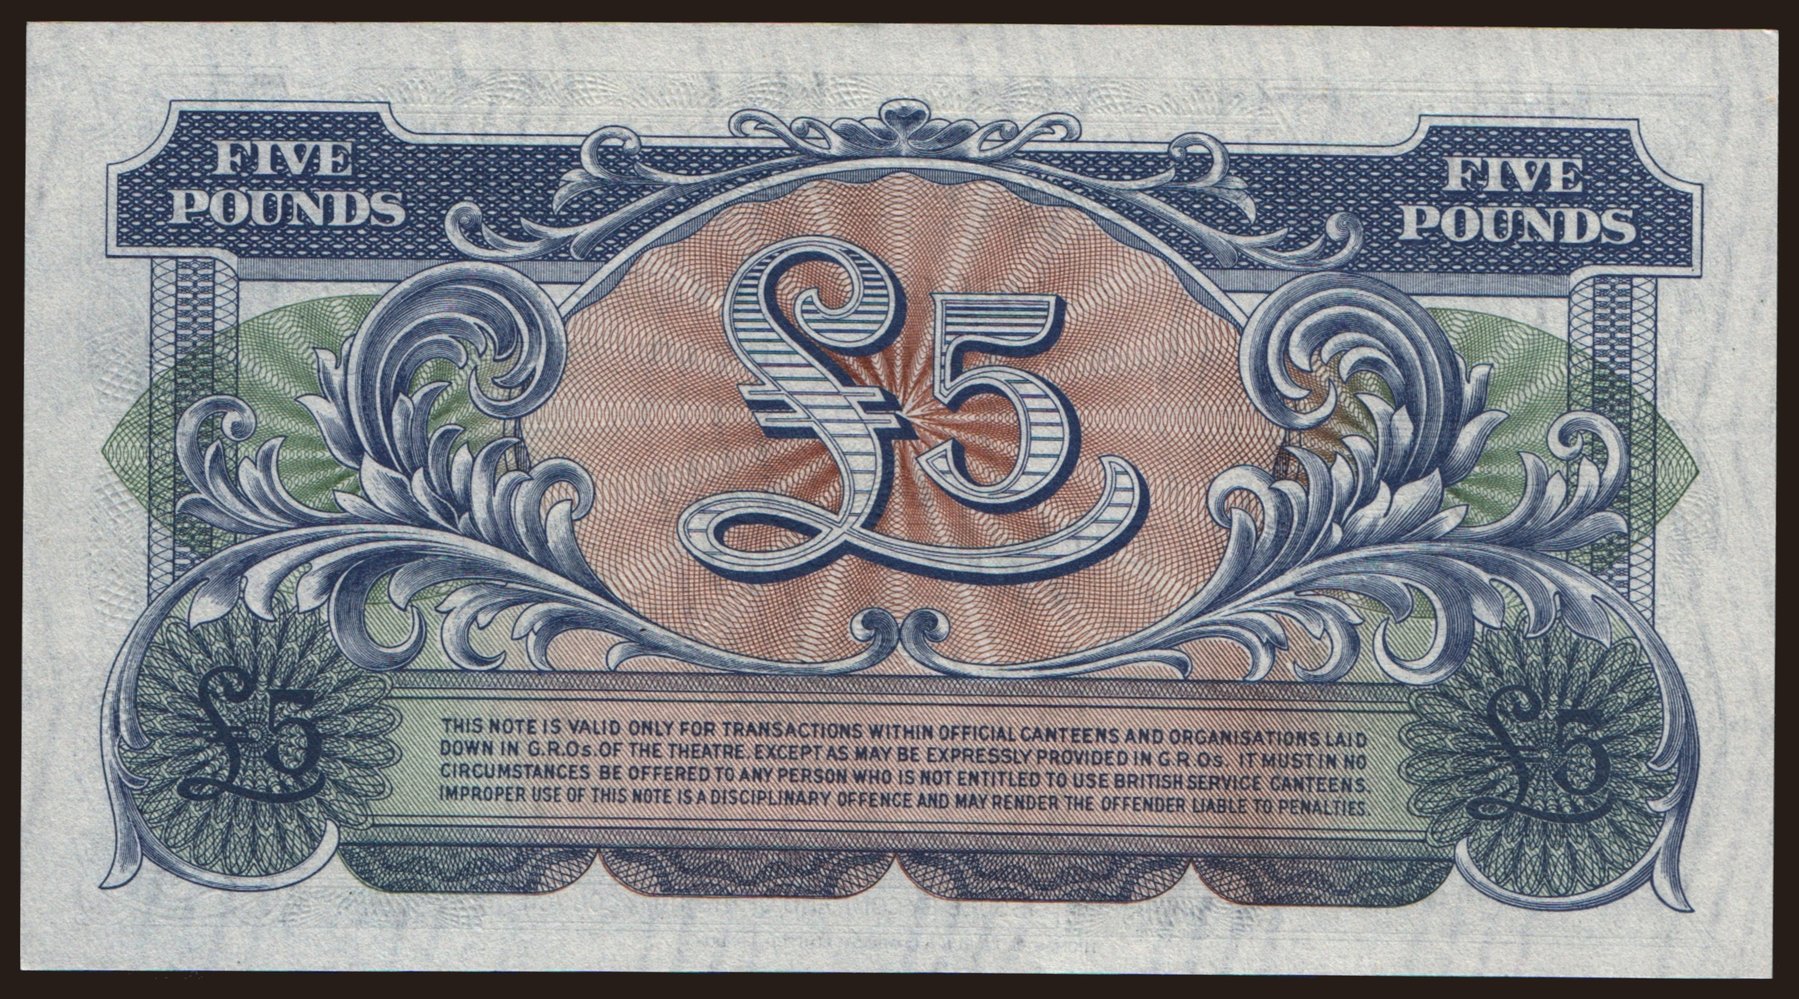 FIVE
POUNDS
FIVE
POUNDS
£5
THIS NOTE IS VALID ONLY FOR TRANSACTIONS WITHIN OFFICIAL CANTEENS AND ORGANISATIONS LAID
DOWN IN G.R.Os. OF THE THEATRE. EXCEPT AS MAY BE EXPRESSLY PROVIDED IN G.R.Os. IT MUST IN NO
CIRCUMSTANCES BE OFFERED TO ANY PERSON WHO IS NOT ENTITLED TO USE BRITISH SERVICE CANTEENS.
IMPROPER USE OF THIS NOTE IS A DISCIPLINARY OFFENCE AND MAY RENDER THE OFFENDER LIABLE TO PENALTIES.
£5
£5